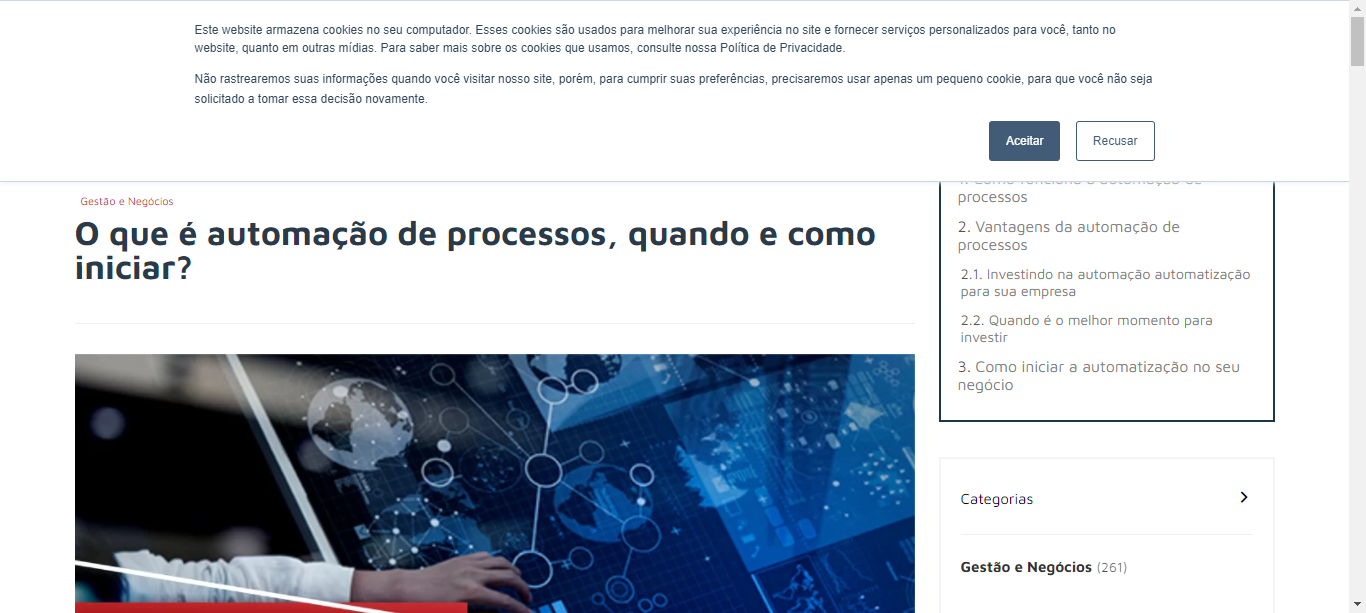 Este website armazena cookies no seu computador. Esses cookies são usados para melhorar sua experiência no site e fornecer serviços personalizados para você, tanto no
website, quanto em outras mídias. Para saber mais sobre os cookies que usamos, consulte nossa Política de Privacidade.
Não rastrearemos suas informações quando você visitar nosso site, porém, para cumprir suas preferências, precisaremos usar apenas um pequeno cookie, para que você não seja
solicitado a tomar essa decisão novamente.
Aceitar
Recusar
Gestão e Negócios
O que é automação de processos, quando e como
iniciar?
1. Como funciona a automação de
processos
2. Vantagens da automação de
processos
2.1. Investindo na automação automatização
para sua empresa
2.2. Quando é o melhor momento para
investir
3. Como iniciar a automatização no seu
negócio
Categorias
Gestão e Negócios (261)